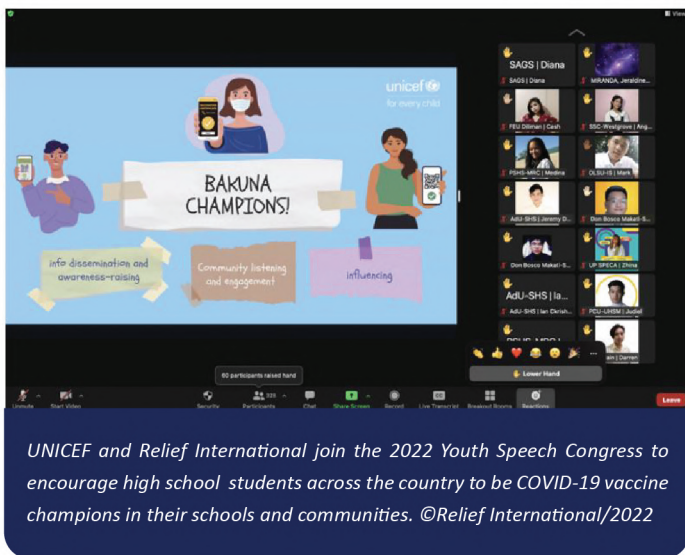 View
unicef
for every child
BAKUNA
CHAMPIONS!
info dissemination and
awareness-raising
Community listening
and engagement
influencing
SAGS | Diana
SAGS | Diana
MIRANDA, Jeraldine...
FEU Diliman | Cash
SSC-Westgrove | Ang...
PSHS-MRC | Medina
DLSU-IS | Mark
AdU-SHS | Jeremy D...
Don Bosco Makati-S...
Don Bosco Makati-S...
UP SPECA | Zhina
AdU-SHS | Ia...
AdU-SHS | Ian Chrish...
PCU-UHSM | Judiel
Darren
60 participants raised hand
Lower Hand
Unmute
Start Video
Security
Participants
Chat
Share Screen
Record
Live Transcript
Breakout Rooms
Reactions
Leave
UNICEF and Relief International join the 2022 Youth Speech Congress to
encourage high school students across the country to be COVID-19 vaccine
champions in their schools and communities. ©Relief International/2022